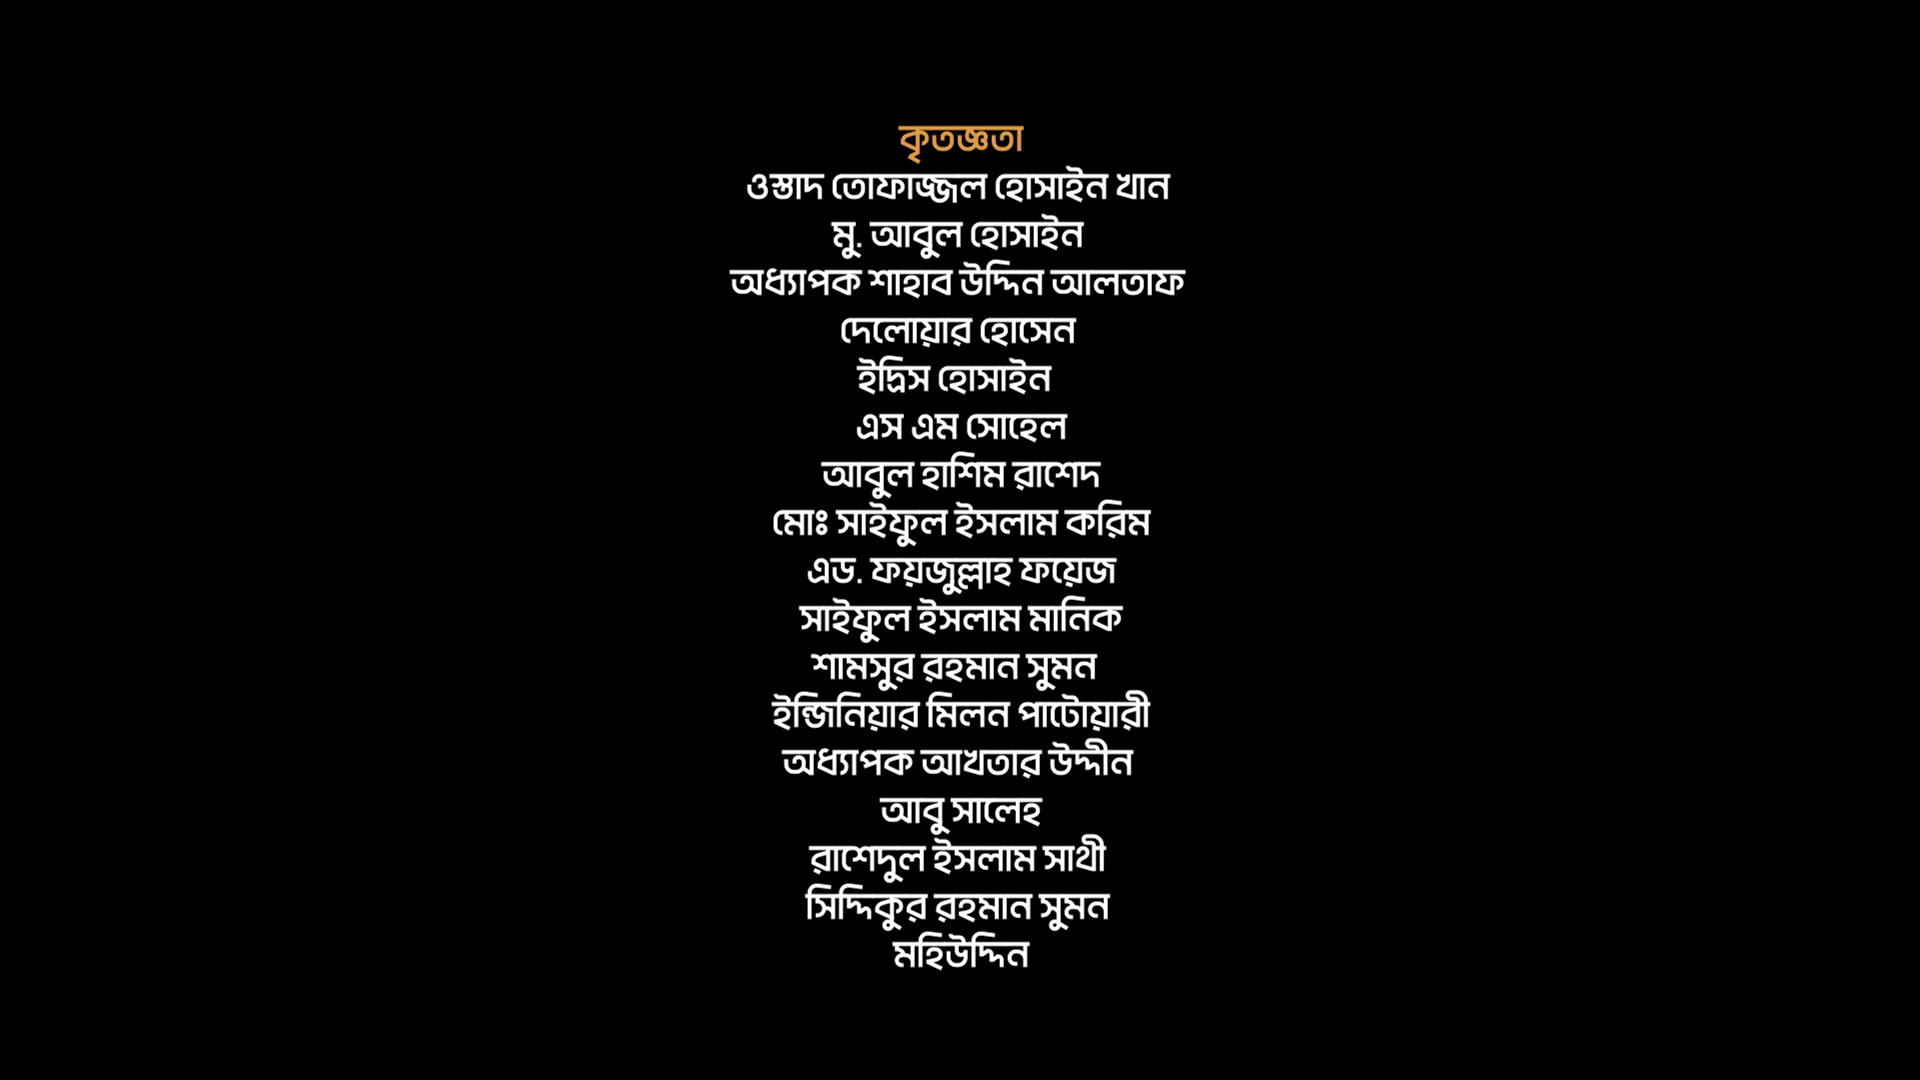 কৃতজ্ঞতা
ওস্তাদ তোফাজ্জল হোসাইন খান
মু. আবুল হোসাইন
অধ্যাপক শাহাব উদ্দিন আলতাফ
দেলোয়ার হোসেন
ইদ্রিস হোসাইন
এস এম সোহেল
আবুল হাশিম রাশেদ
মোঃ সাইফুল ইসলাম করিম
এড. ফয়জুল্লাহ ফয়েজ
সাইফুল ইসলাম মানিক
শামসুর রহমান সুমন
ইন্জিনিয়ার মিলন পাটোয়ারী
অধ্যাপক আখতার উদ্দীন
আবু সালেহ
রাশেদুল ইসলাম সাথী
সিদ্দিকুর রহমান সুমন
মহিউদ্দিন